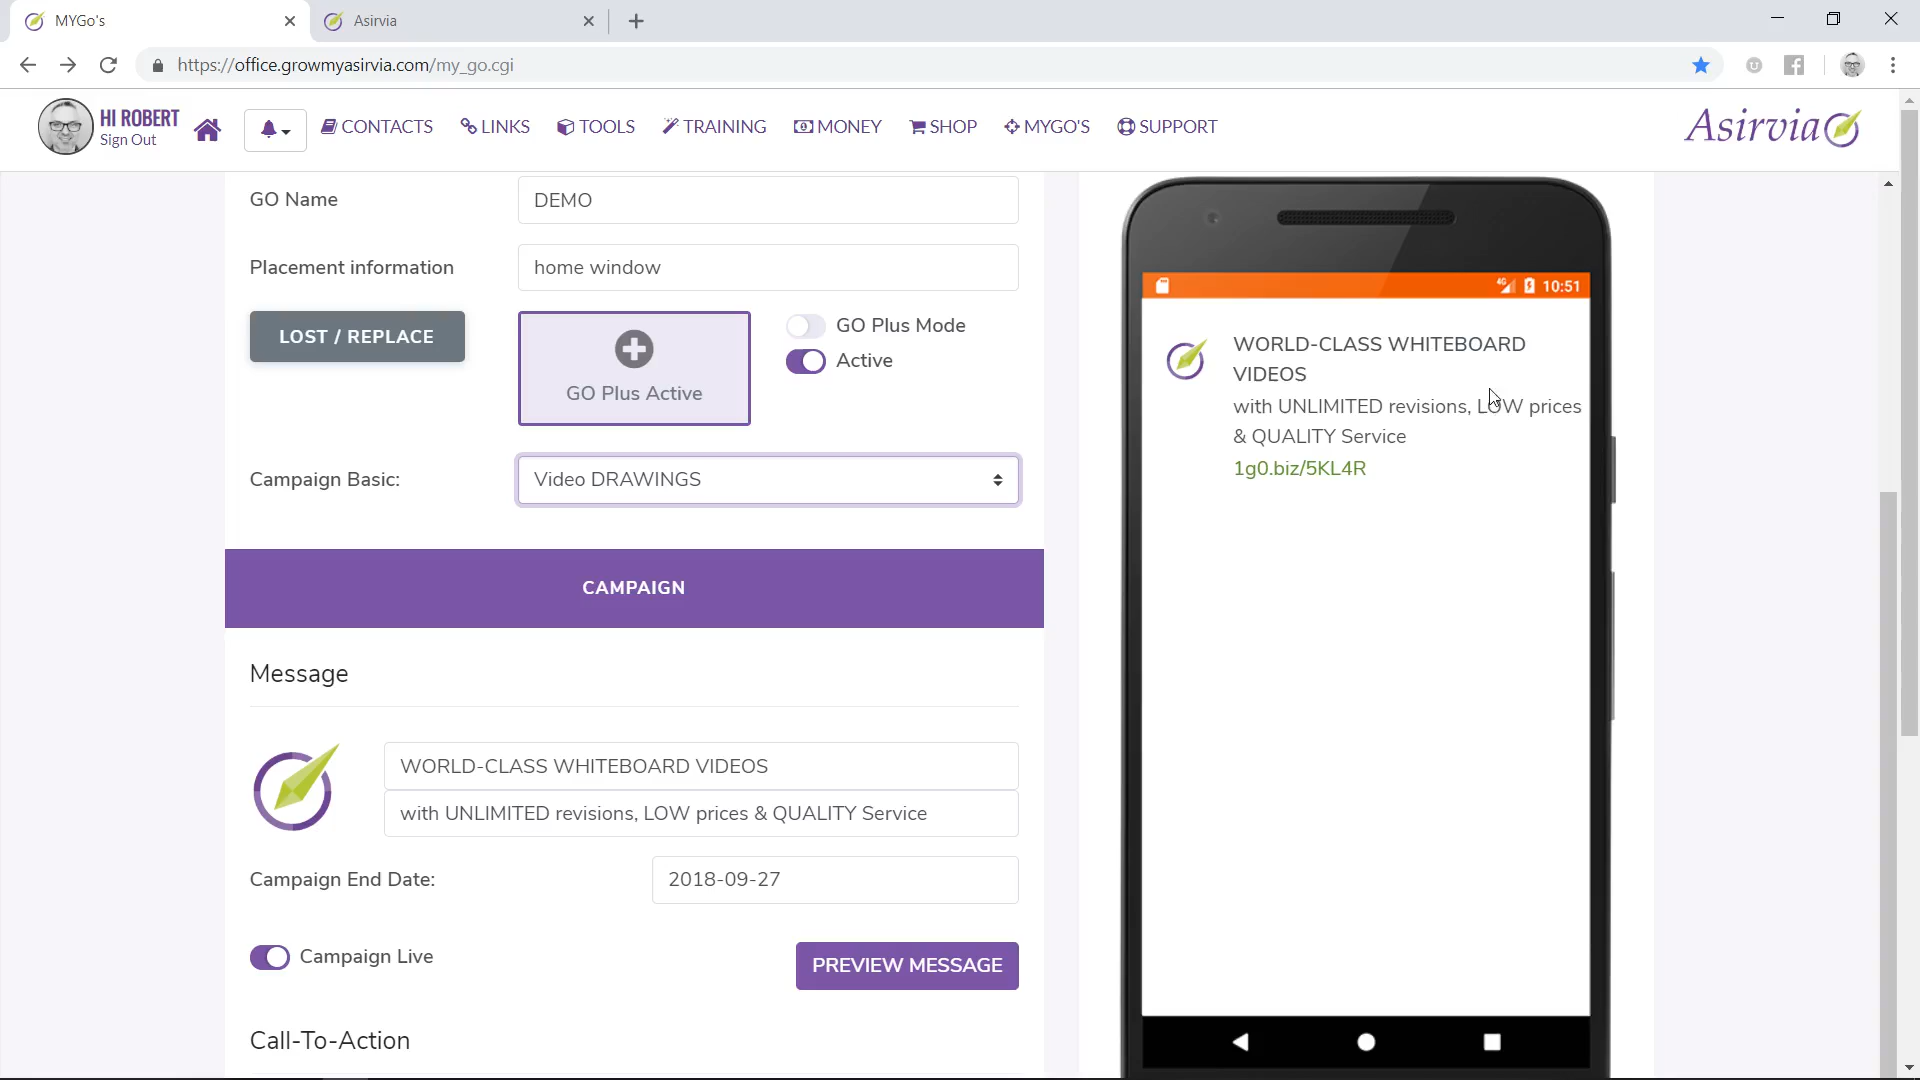 MYGo's
Asirvia
https://office.growmyasirvia.com/my_go.cgi
HI ROBERT
Sign Out
CONTACTS
LINKS
TOOLS
TRAINING
MONEY
SHOP
MYGO'S
SUPPORT
Asirvia
GO Name
DEMO
Placement information
home window
LOST / REPLACE
GO Plus Active
GO Plus Mode
Active
Campaign Basic:
Video DRAWINGS
CAMPAIGN
Message
WORLD-CLASS WHITEBOARD VIDEOS
with UNLIMITED revisions, LOW prices & QUALITY Service
Campaign End Date:
2018-09-27
Campaign Live
PREVIEW MESSAGE
Call-To-Action
4G
10:51
WORLD-CLASS WHITEBOARD
VIDEOS
with UNLIMITED revisions, LOW prices
& QUALITY Service
1g0.biz/5KL4R